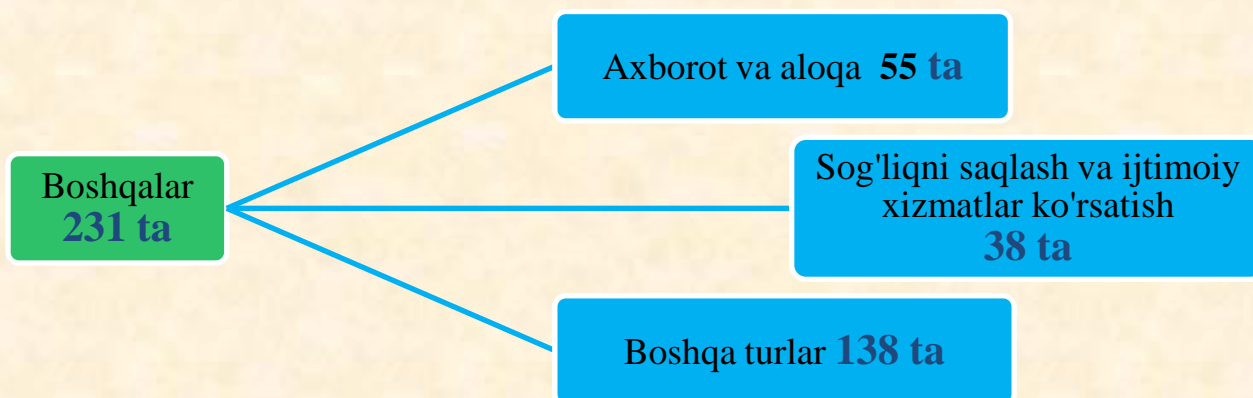 Axborot va aloqa 55 ta
Boshqalar
231 ta
Sog'liqni saqlash va ijtimoiy
xizmatlar ko'rsatish
38 ta
Boshqa turlar 138 ta